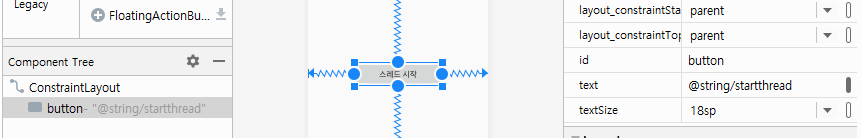 Legacy
FloatingActionBu...
Component Tree
ConstraintLayout
button- "@string/startthread"
스레드 시작
layout_constraintSta
parent
layout_constraintTop
parent
id
button
text
@string/startthread
textSize
18sp